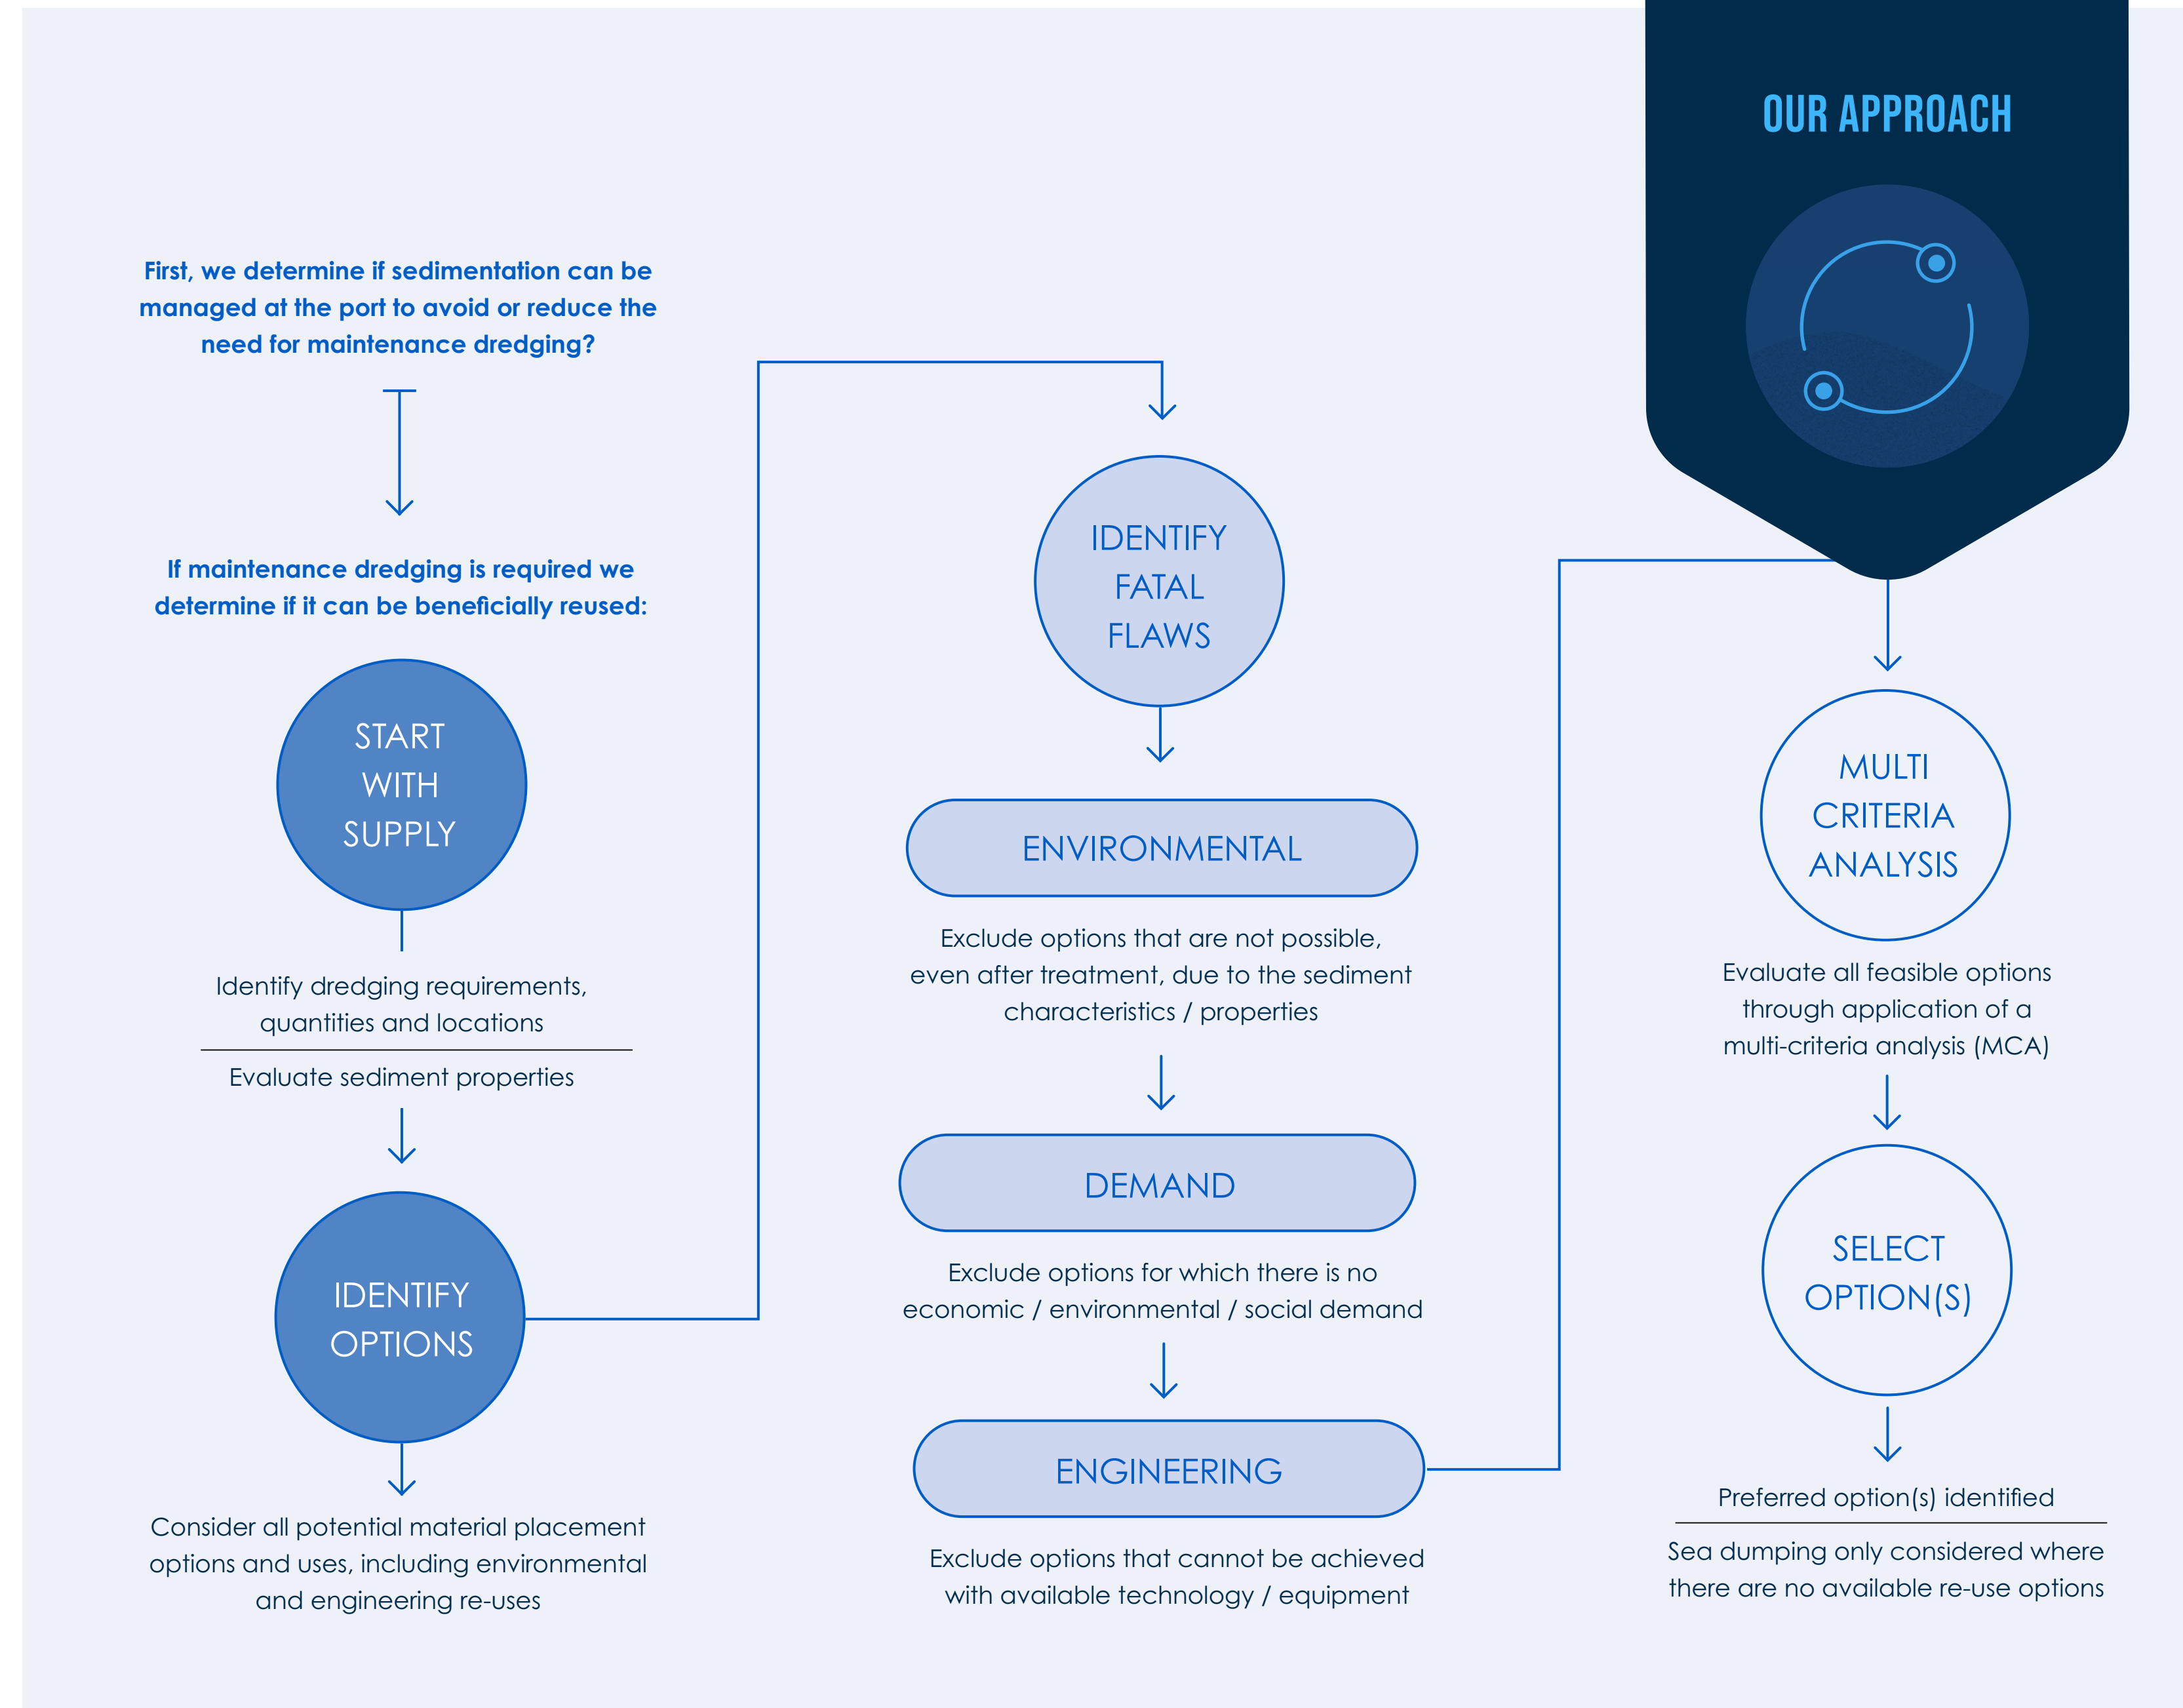 OUR APPROACH
First, we determine if sedimentation can be
managed at the port to avoid or reduce the
need for maintenance dredging?
If maintenance dredging is required we
determine if it can be beneficially reused:
START
WITH
SUPPLY
Identify dredging requirements,
quantities and locations
Evaluate sediment properties
IDENTIFY
OPTIONS
Consider all potential material placement
options and uses, including environmental
and engineering re-uses
IDENTIFY
FATAL
FLAWS
ENVIRONMENTAL
Exclude options that are not possible,
even after treatment, due to the sediment
characteristics / properties
DEMAND
Exclude options for which there is no
economic / environmental / social demand
ENGINEERING
Exclude options that cannot be achieved
with available technology / equipment
MULTI
CRITERIA
ANALYSIS
Evaluate all feasible options
through application of a
multi-criteria analysis (MCA)
SELECT
OPTION(S)
Preferred option(s) identified
Sea dumping only considered where
there are no available re-use options